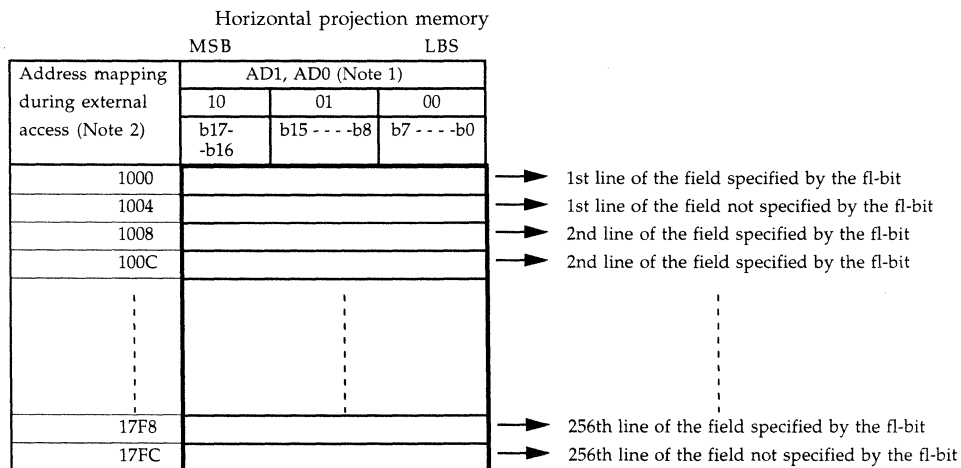 Horizontal projection memory
MSB LBS
Address mapping during external access (Note 2)
AD1, AD0 (Note 1)
10 01 00
b17- -b16
b15 - - - -b8
b7 - - - -b0
1000 1st line of the field specified by the fl-bit
1004 1st line of the field not specified by the fl-bit
1008 2nd line of the field specified by the fl-bit
100C 2nd line of the field specified by the fl-bit
17F8 256th line of the field specified by the fl-bit
17FC 256th line of the field not specified by the fl-bit